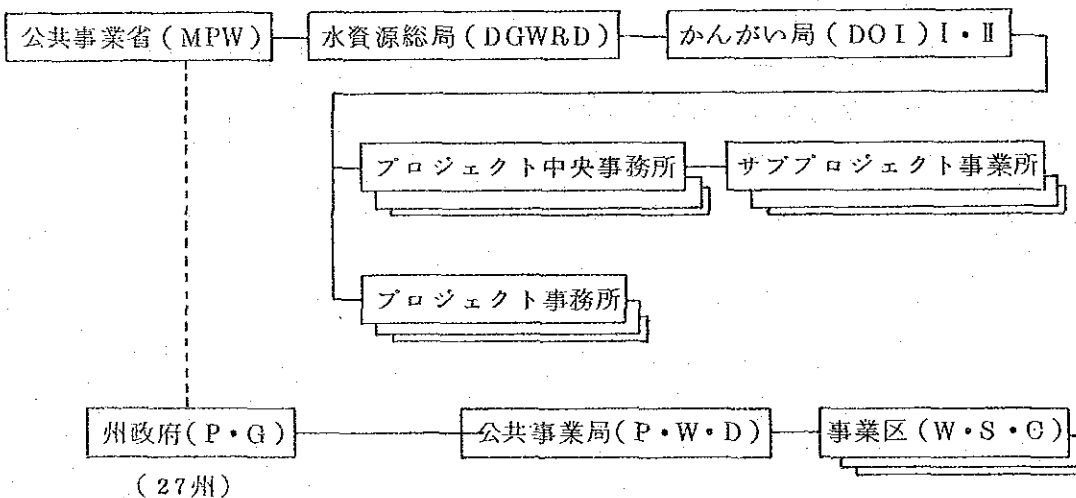 公共事業省(MPW) 水資源総局(DGWRD) かんがい局(DOI)Ⅰ・Ⅱ
プロジェクト中央事務所 サブプロジェクト事業所
プロジェクト事務所
州政府(P・G) 公共事業局(P・W・D) 事業区(W・S・C)
(27州)